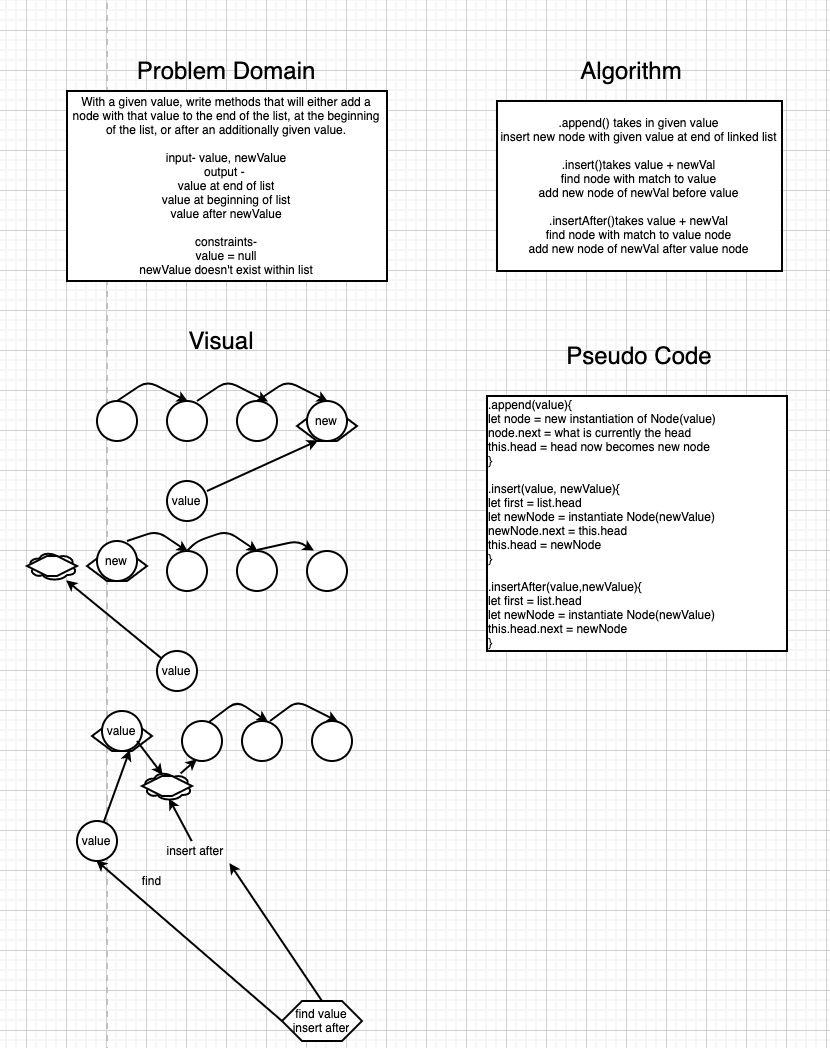 Problem Domain
With a given value, write methods that will either add a
node with that value to the end of the list, at the beginning
of the list, or after an additionally given value.
input- value, newValue
output -
value at end of list
value at beginning of list
value after newValue
constraints-
value = null
newValue doesn't exist within list
Algorithm
.append() takes in given value
insert new node with given value at end of linked list
.insert()takes value + newVal
find node with match to value
add new node of newVal before value
.insertAfter()takes value + newVal
find node with match to value node
add new node of newVal after value node
Visual
new
value
new
value
value
value
insert after
find
find value
insert after
Pseudo Code
.append(value){
let node = new instantiation of Node(value)
node.next = what is currently the head
this.head = head now becomes new node
}
.insert(value, newValue){
let first = list.head
let newNode = instantiate Node(newValue)
newNode.next = this.head
this.head = newNode
}
.insertAfter(value,newValue){
let first = list.head
let newNode = instantiate Node(newValue)
this.head.next = newNode
}